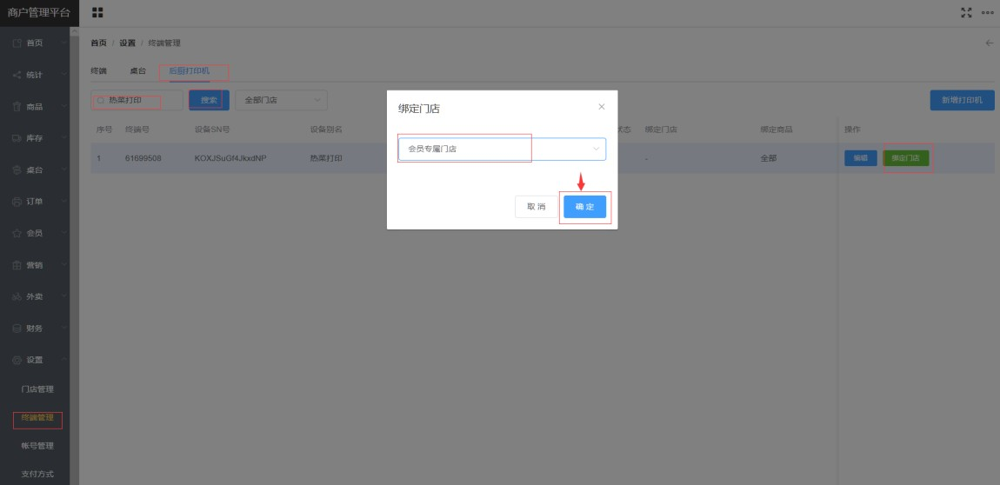 商户管理平台
首页
统计
商品
库存
桌台
订单
会员
营销
外卖
财务
设置
门店管理
终端管理
帐号管理
支付方式
首页 / 设置 / 终端管理
终端 桌台 后厨打印机
热菜打印 搜索 全部门店 新增打印机
序号 终端号 设备SN号 设备别名 状态 绑定门店 绑定商品 操作
1 61699508 KOXJSuGf4JkxdNP 热菜打印 - 全部 编辑 绑定门店
绑定门店
会员专属门店
取消 确定